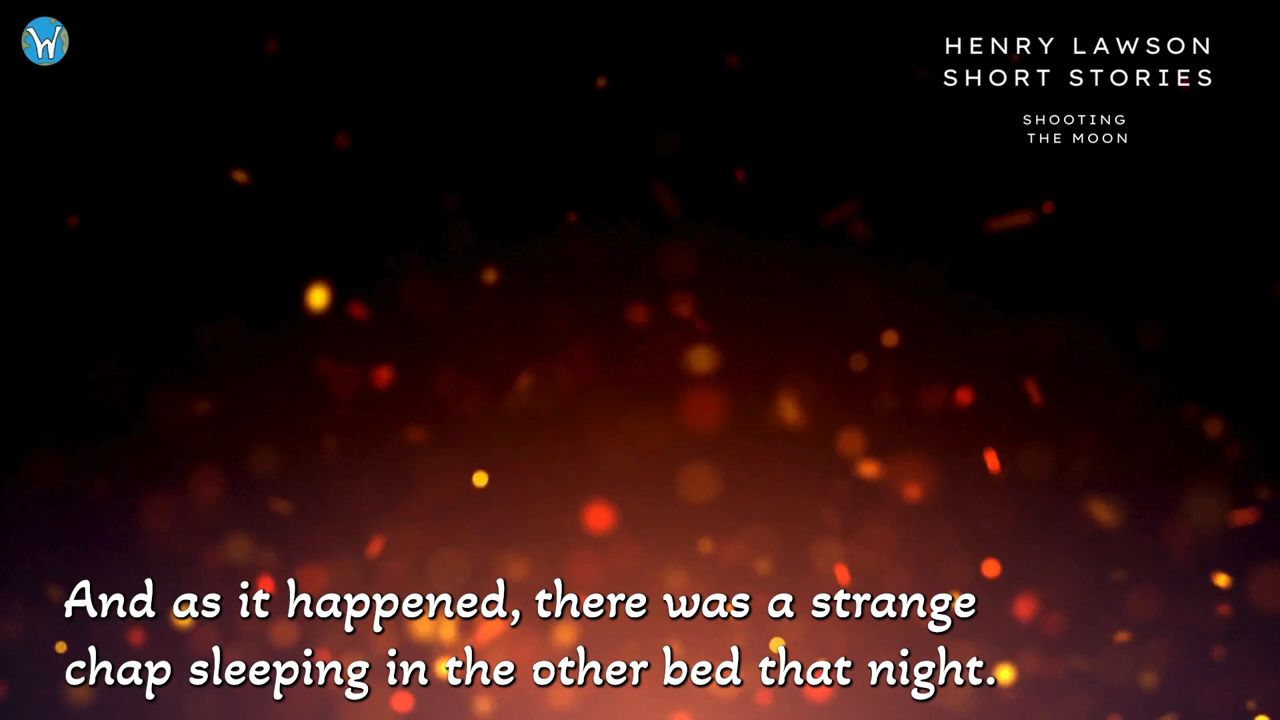 W
HENRY LAWSON
SHORT STORIES
SHOOTING
THE MOON
And as it happened, there was a strange
chap sleeping in the other bed that night.